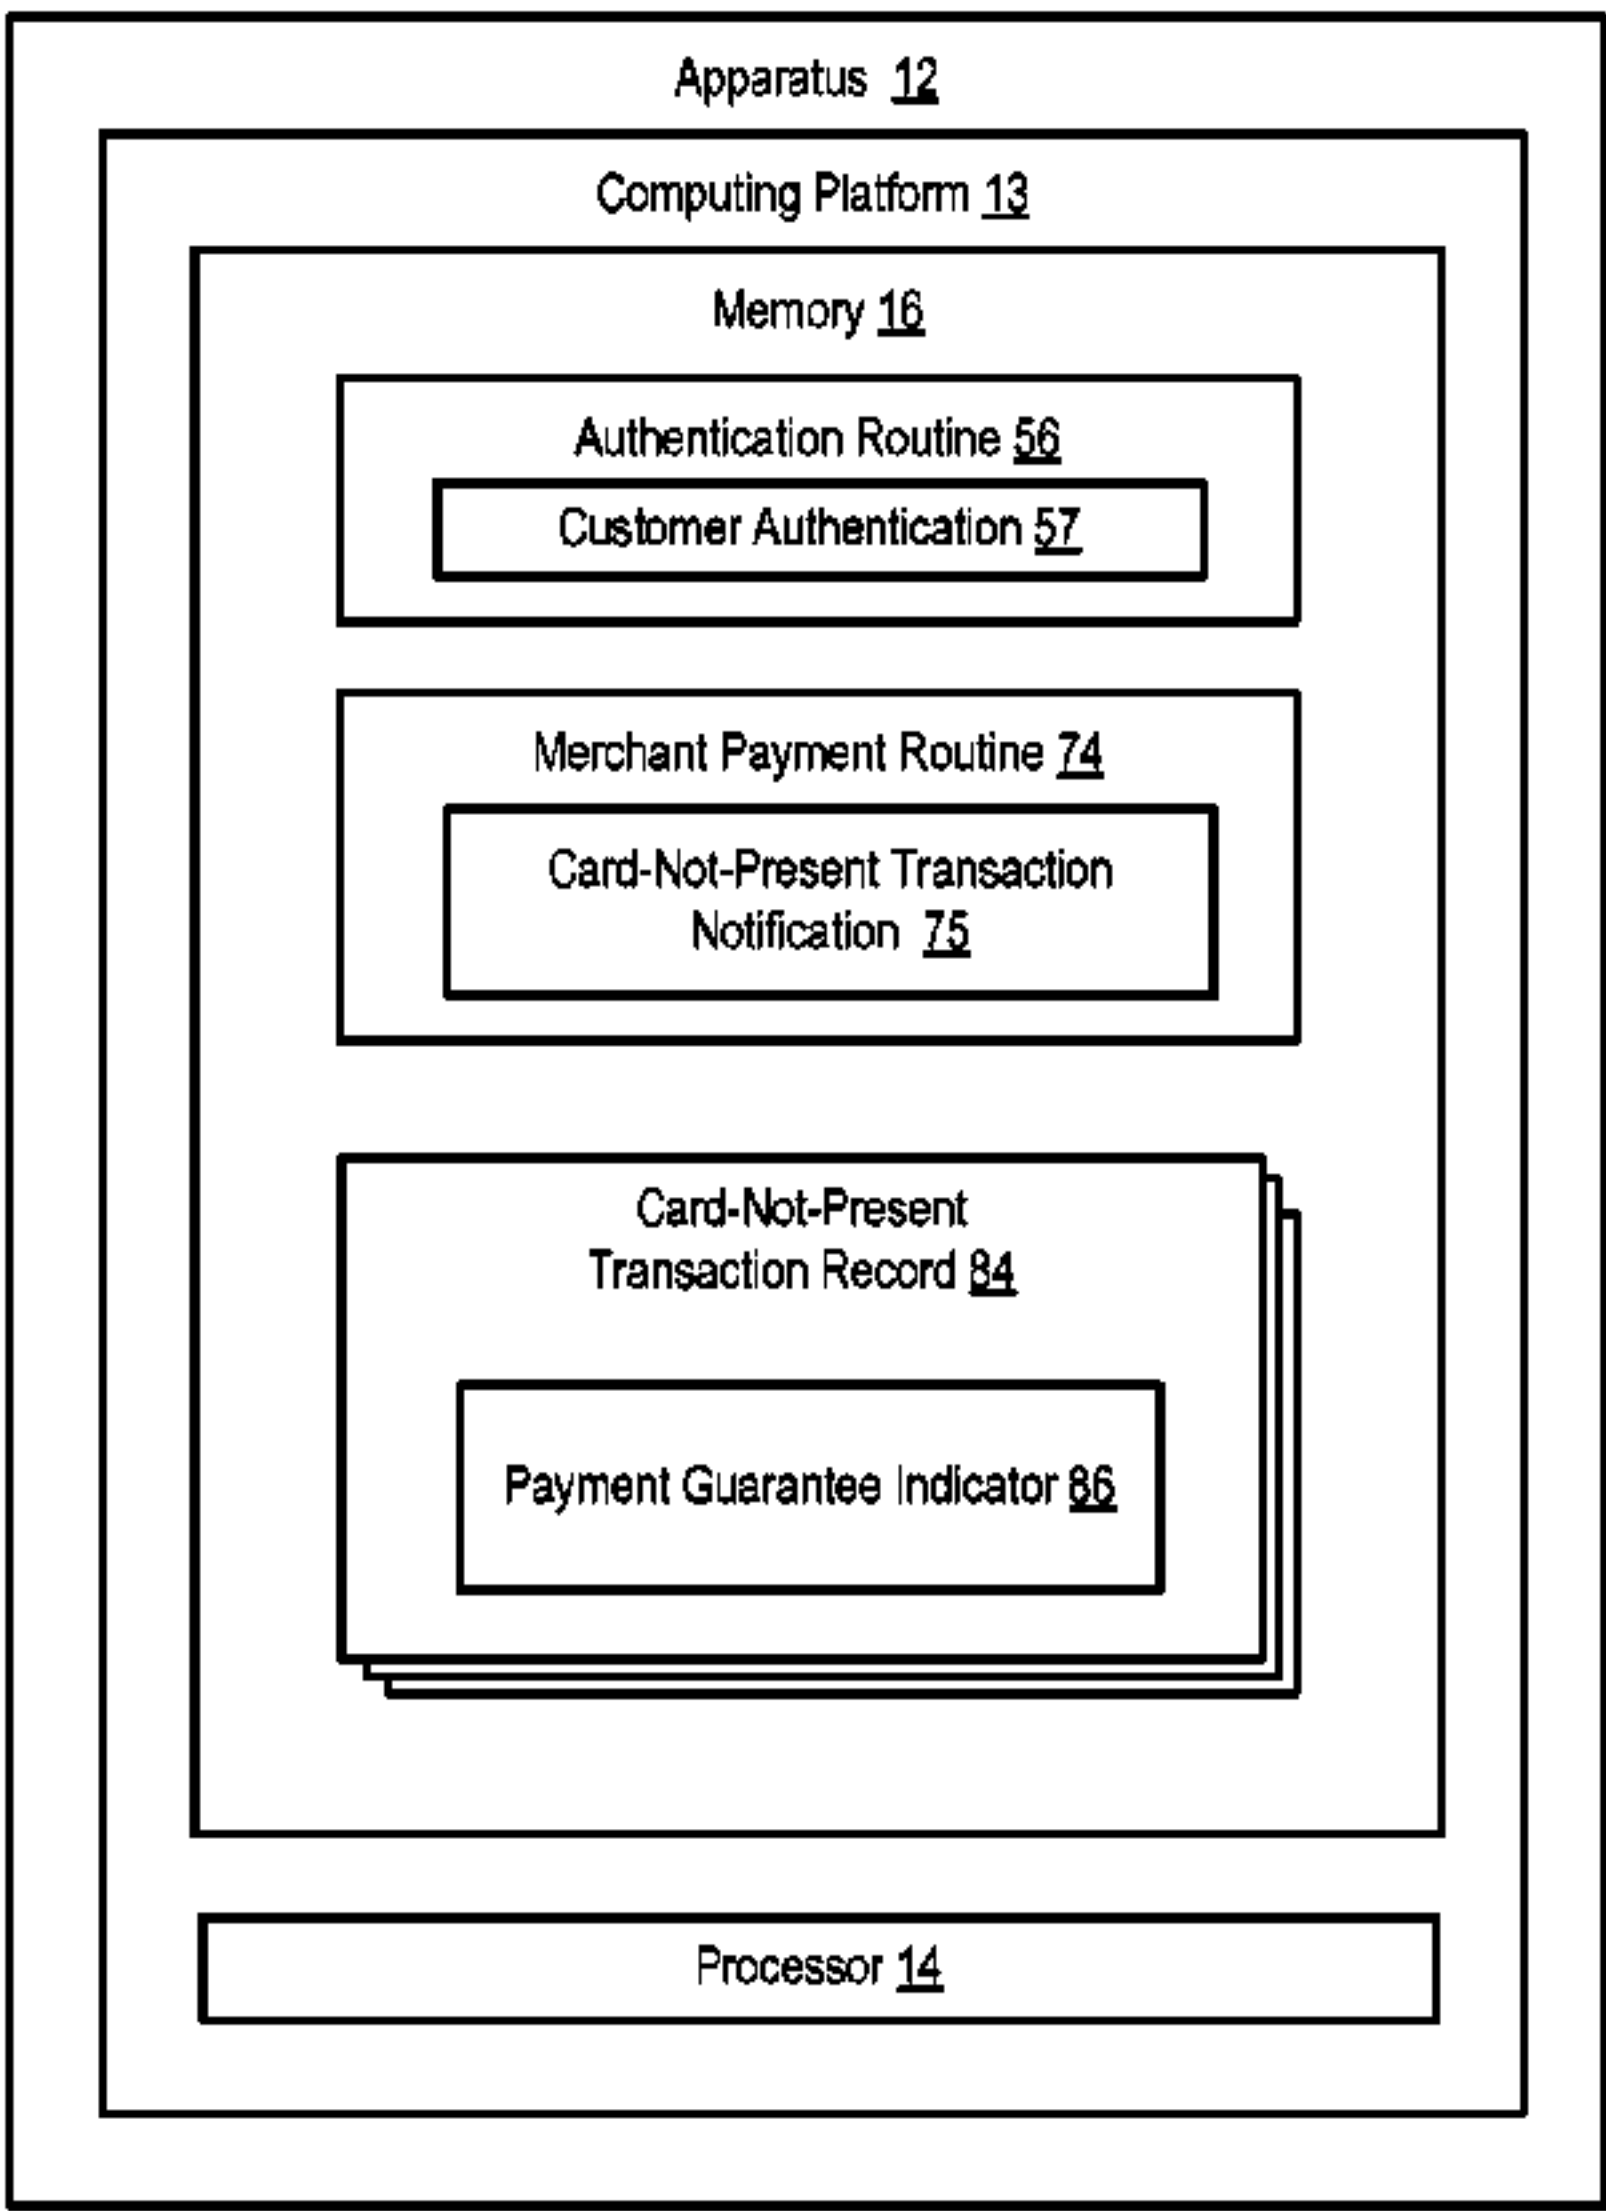 Apparatus 12
Computing Platform 13
Memory 16
Authentication Routine 56
Customer Authentication 57
Merchant Payment Routine 74
Card-Not-Present Transaction
Notification 75
Card-Not-Present
Transaction Record 84
Payment Guarantee Indicator 86
Processor 14